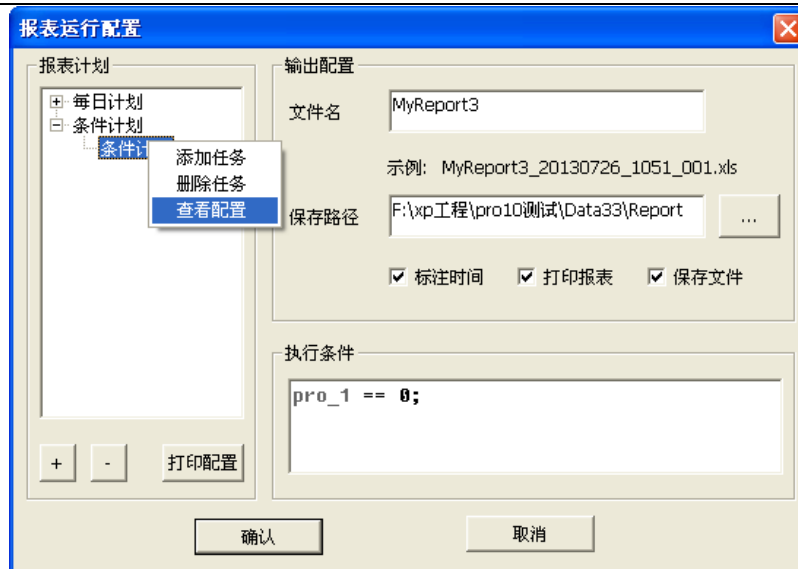 报表运行配置
报表计划
每日计划
条件计划
条件计
添加任务
删除任务
查看配置
+
-
打印配置
输出配置
文件名
MyReport3
示例: MyReport3_20130726_1051_001.xls
保存路径
F:\xp工程\pro10测试\Data33\Report
...
标注时间
打印报表
保存文件
执行条件
pro_1 == 0;
确认
取消